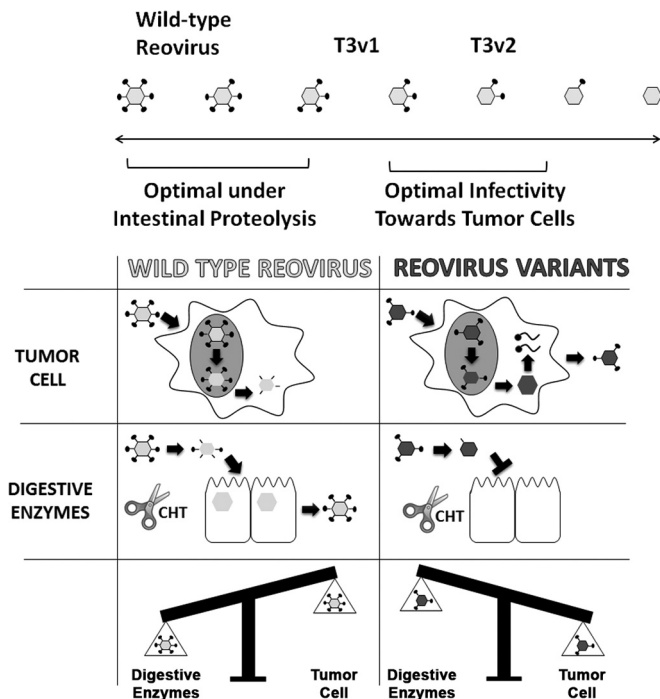 Wild-type
Reovirus
T3v1
T3v2
Optimal under
Intestinal Proteolysis
Optimal Infectivity
Towards Tumor Cells
WILD TYPE REOVIRUS
REOVIRUS VARIANTS
TUMOR
CELL
DIGESTIVE
ENZYMES
CHT
CHT
Digestive
Enzymes
Tumor
Cell
Digestive
Enzymes
Tumor
Cell